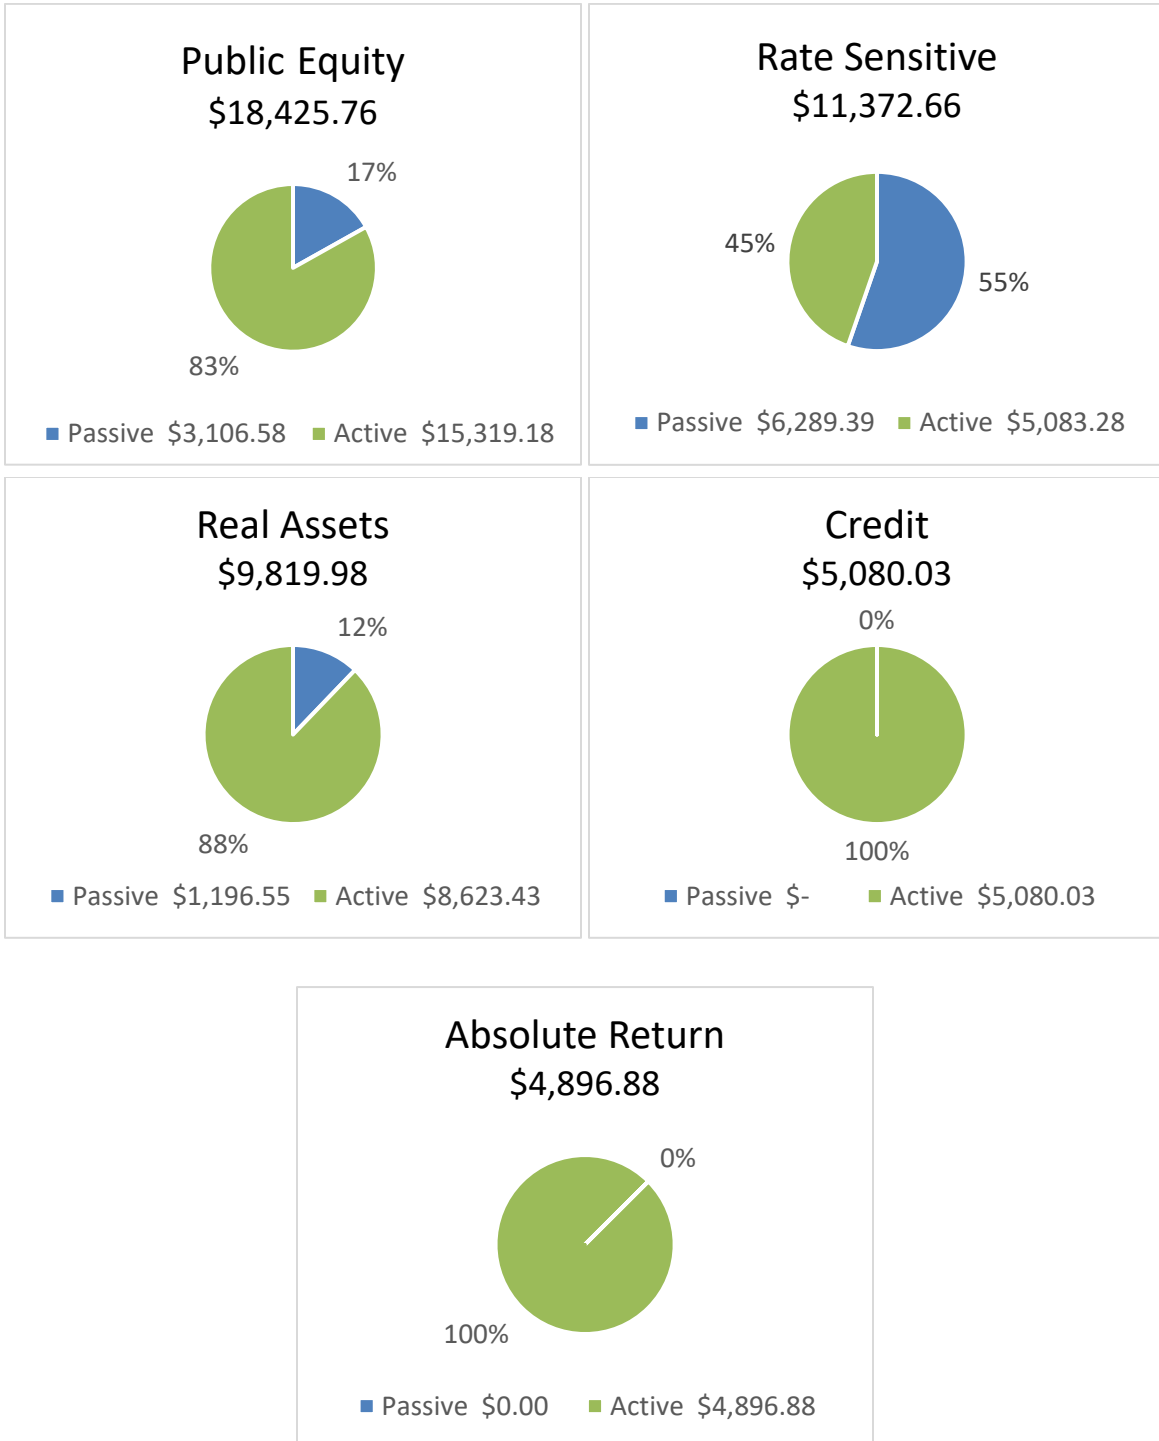 Public Equity
$18,425.76
17%
83%
Passive $3,106.58 Active $15,319.18
Rate Sensitive
$11,372.66
45%
55%
Passive $6,289.39 Active $5,083.28
Real Assets
$9,819.98
12%
88%
Passive $1,196.55 Active $8,623.43
Credit
$5,080.03
0%
100%
Passive $- Active $5,080.03
Absolute Return
$4,896.88
0%
100%
Passive $0.00 Active $4,896.88